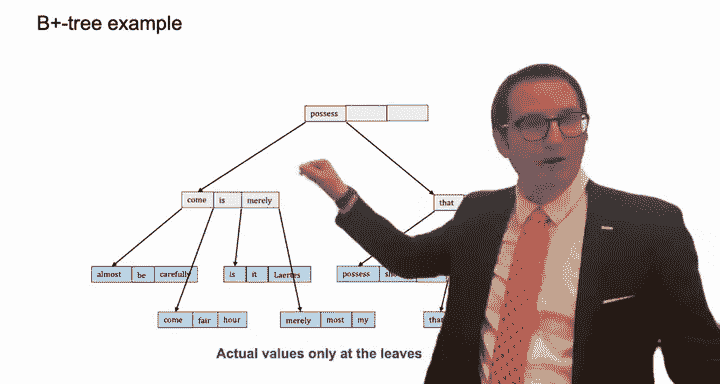 B+-tree example
possess
come is merely
that
almost be carefully
is it Laertes
possess
come fair hour
merely most my
that
Actual values only at the leaves